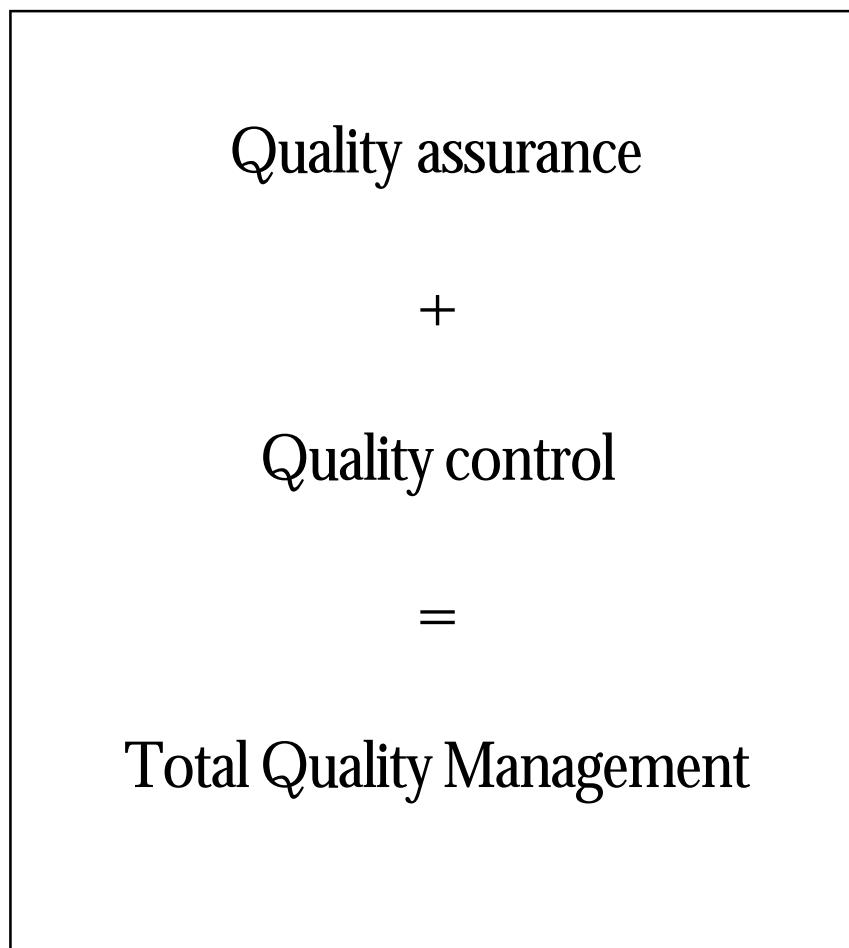 Quality assurance
+
Quality control
=
Total Quality Management